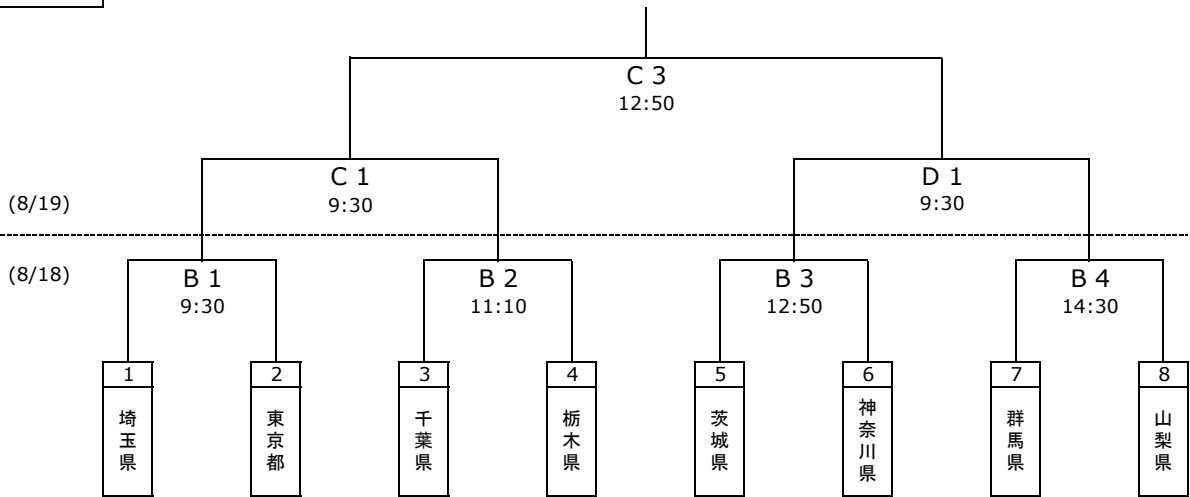 C 3
12:50
C 1
D 1
(8/19)
9:30
9:30
(8/18)
B 1
B 2
B 3
B 4
9:30
11:10
12:50
14:30
1
2
3
4
5
6
7
8
埼玉県
東京都
千葉県
栃木県
茨城県
神奈川県
群馬県
山梨県